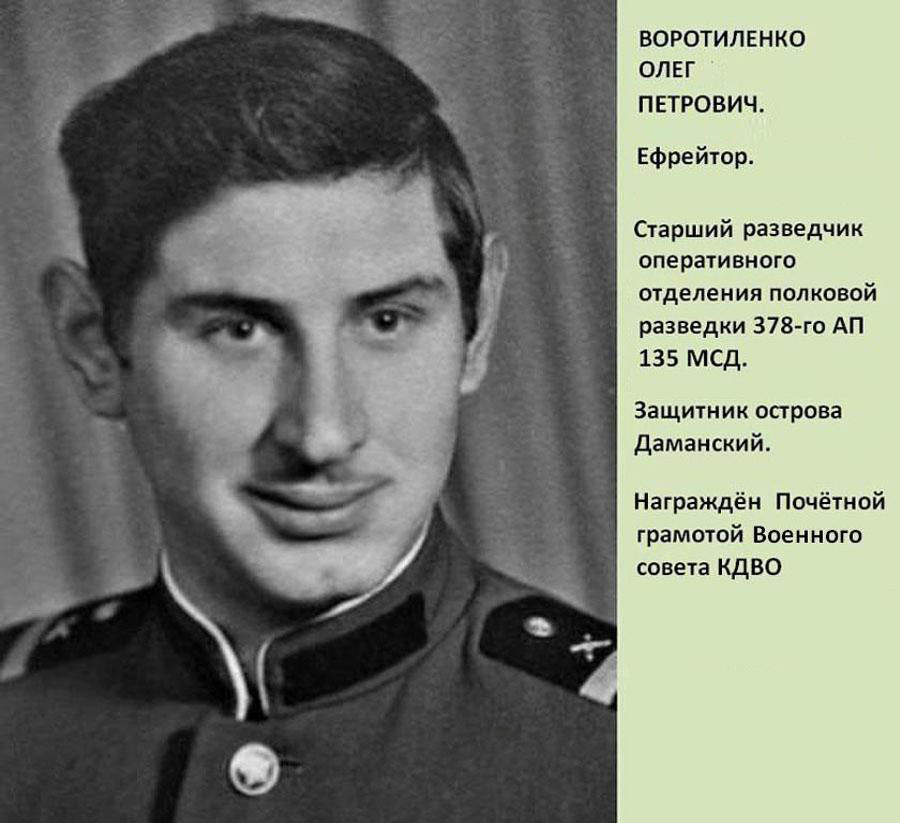 ВОРОТИЛЕНКО
ОЛЕГ
ПЕТРОВИЧ.
Ефрейтор.
Старший разведчик
оперативного
отделения полковой
разведки 378-го АП
135 МСД.
Защитник острова
Даманский.
Награждён Почётной
грамотой Военного
совета КДВО